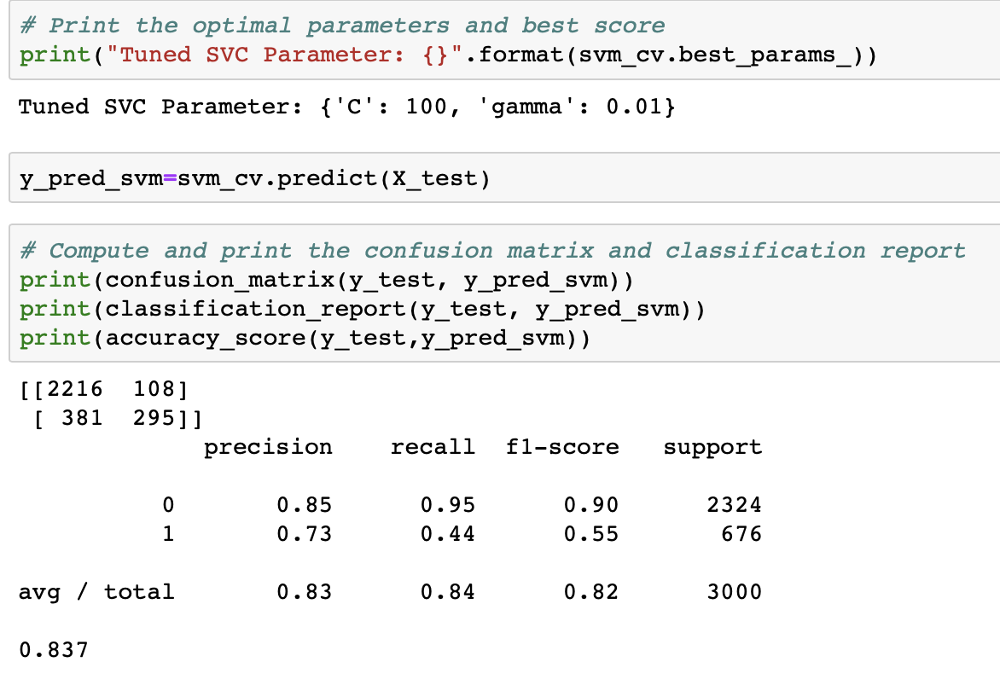 # Print the optimal parameters and best score
print("Tuned SVC Parameter: {}".format(svm_cv.best_params_))
Tuned SVC Parameter: {'C': 100, 'gamma': 0.01}
y_pred_svm=svm_cv.predict(X_test)
# Compute and print the confusion matrix and classification report
print(confusion_matrix(y_test, y_pred_svm))
print(classification_report(y_test, y_pred_svm))
print(accuracy_score(y_test,y_pred_svm))
[[2216  108]
 [ 381  295]]
             precision    recall  f1-score   support
          0       0.85      0.95      0.90      2324
          1       0.73      0.44      0.55       676
avg / total       0.83      0.84      0.82      3000
0.837